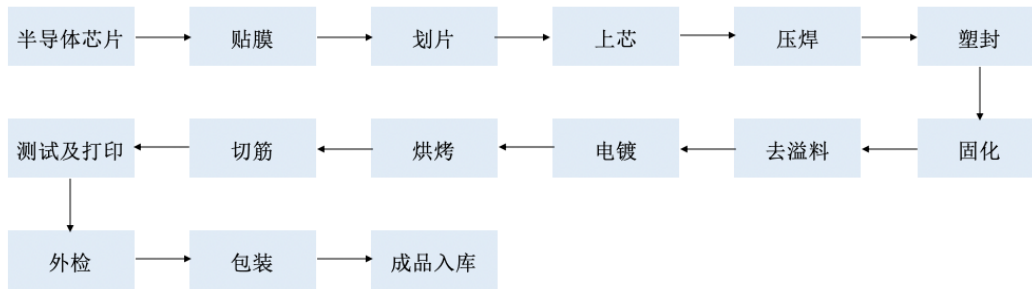 半导体芯片
贴膜
划片
上芯
压焊
塑封
固化
去溢料
电镀
烘烤
切筋
测试及打印
外检
包装
成品入库